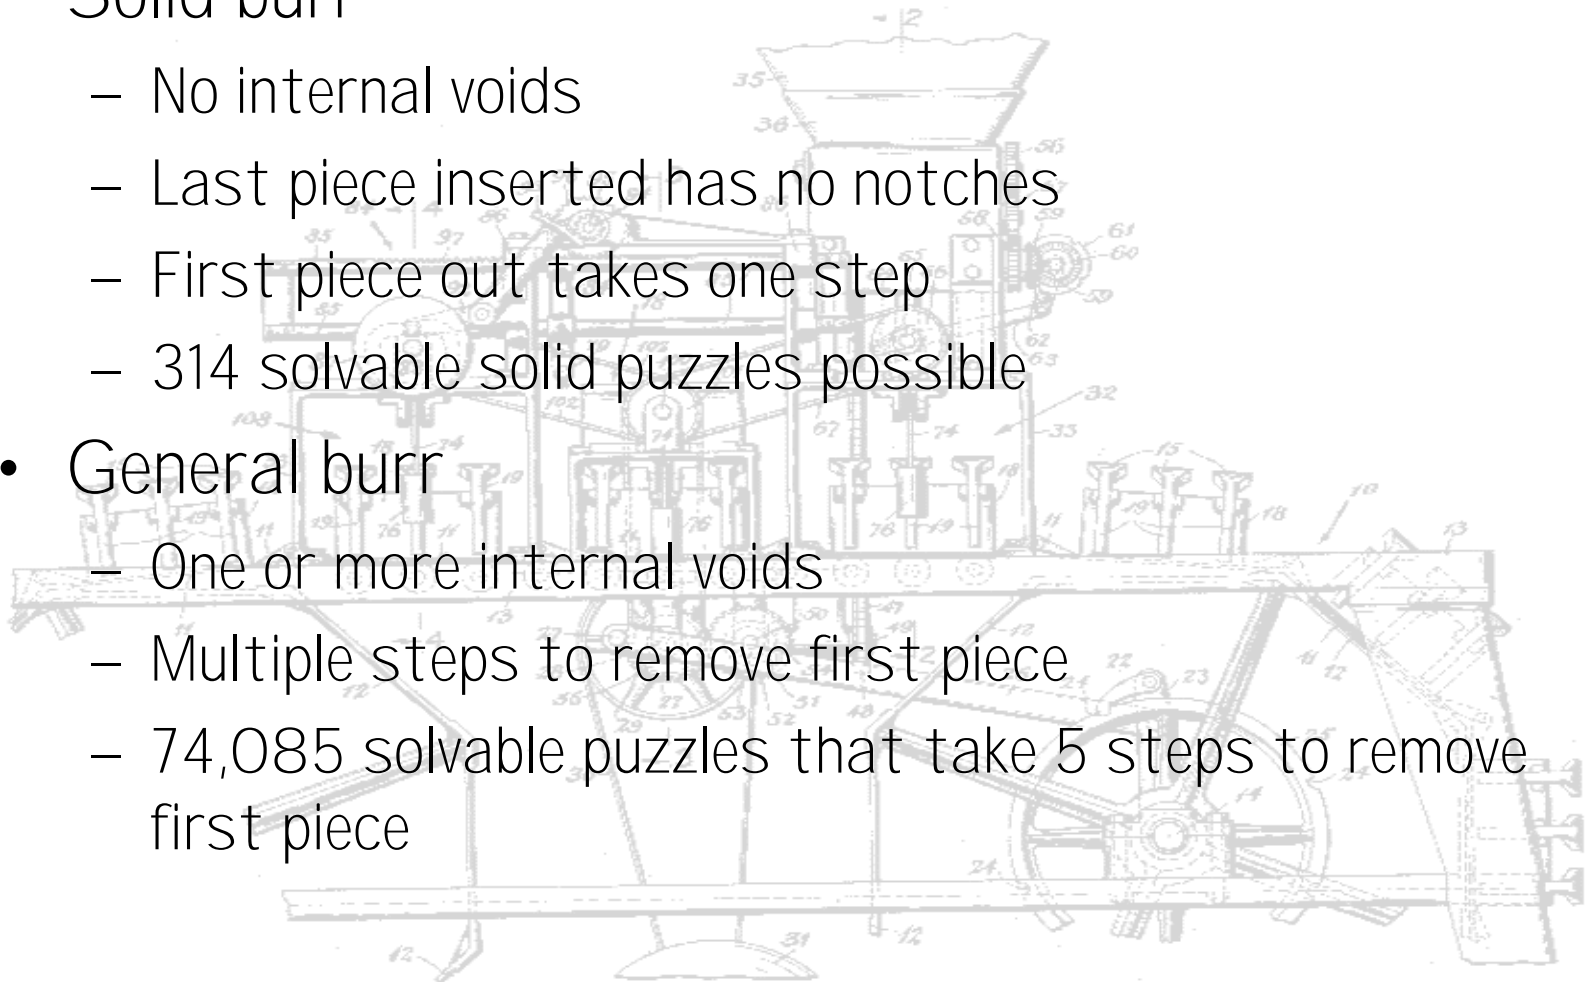 Solid burr
– No internal voids
– Last piece inserted has no notches
– First piece out takes one step
– 314 solvable solid puzzles possible
• General burr
– One or more internal voids
– Multiple steps to remove first piece
– 74,085 solvable puzzles that take 5 steps to remove
first piece